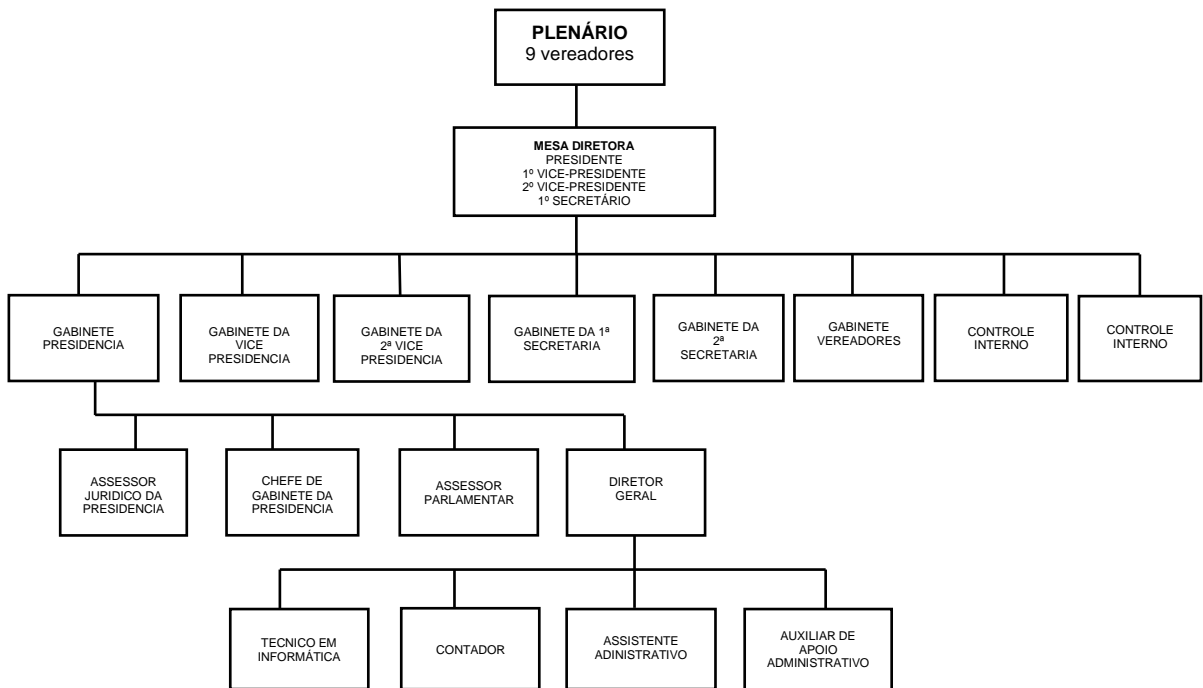 PLENÁRIO
9 vereadores
MESA DIRETORA
PRESIDENTE
1º VICE-PRESIDENTE
2º VICE-PRESIDENTE
1º SECRETÁRIO
GABINETE
PRESIDENCIA
GABINETE DA
VICE
PRESIDENCIA
GABINETE DA
2ª VICE
PRESIDENCIA
GABINETE DA 1ª
SECRETARIA
GABINETE DA
2ª
SECRETARIA
GABINETE
VEREADORES
CONTROLE
INTERNO
CONTROLE
INTERNO
ASSESSOR
JURIDICO DA
PRESIDENCIA
CHEFE DE
GABINETE DA
PRESIDENCIA
ASSESSOR
PARLAMENTAR
DIRETOR
GERAL
TECNICO EM
INFORMÁTICA
CONTADOR
ASSISTENTE
ADINISTRATIVO
AUXILIAR DE
APOIO
ADMINISTRATIVO